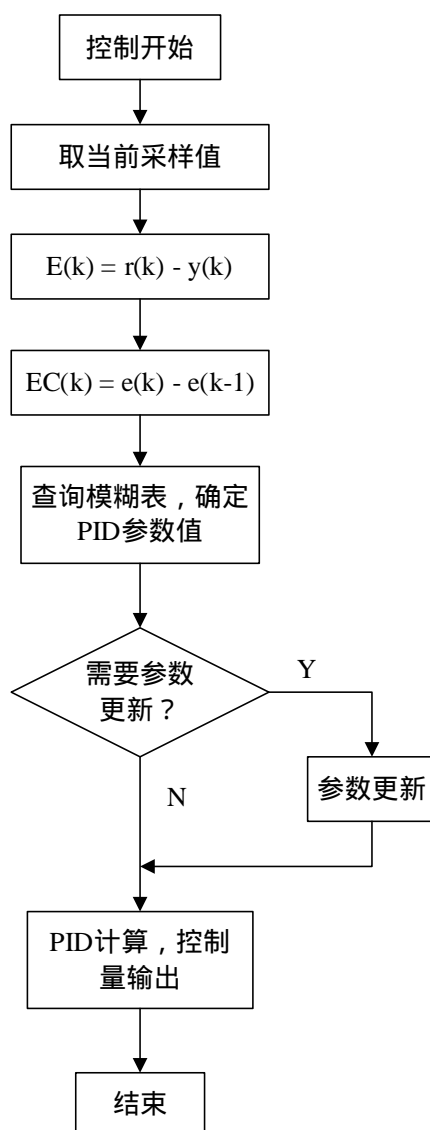 控制开始
取当前采样值
E(k) = r(k) - y(k)
EC(k) = e(k) - e(k-1)
查询模糊表，确定
PID参数值
需要参数
更新？
Y
N
参数更新
PID计算，控制
量输出
结束